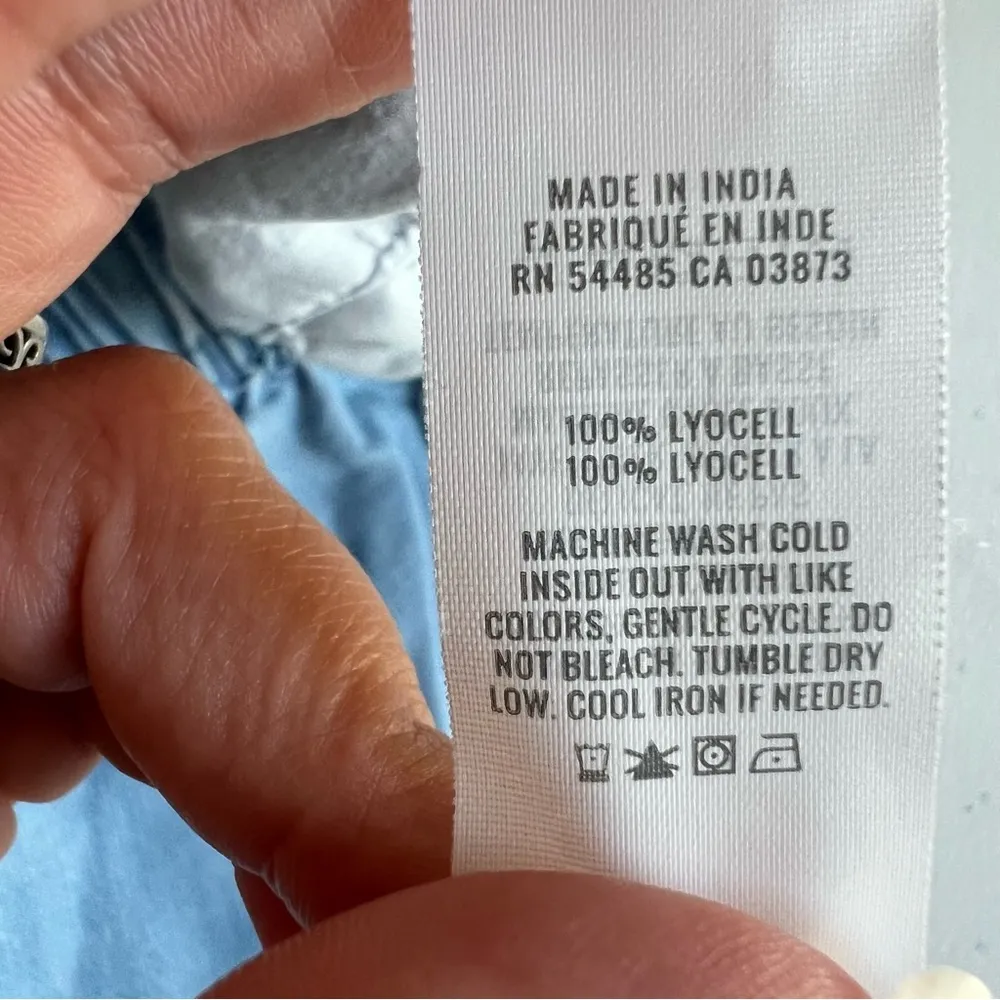 MADE IN INDIA
FABRIQUÉ EN INDE
RN 54485 CA 03873
100% LYOCELL
100% LYOCELL
MACHINE WASH COLD
INSIDE OUT WITH LIKE
COLORS, GENTLE CYCLE. DO
NOT BLEACH. TUMBLE DRY
LOW. COOL IRON IF NEEDED.